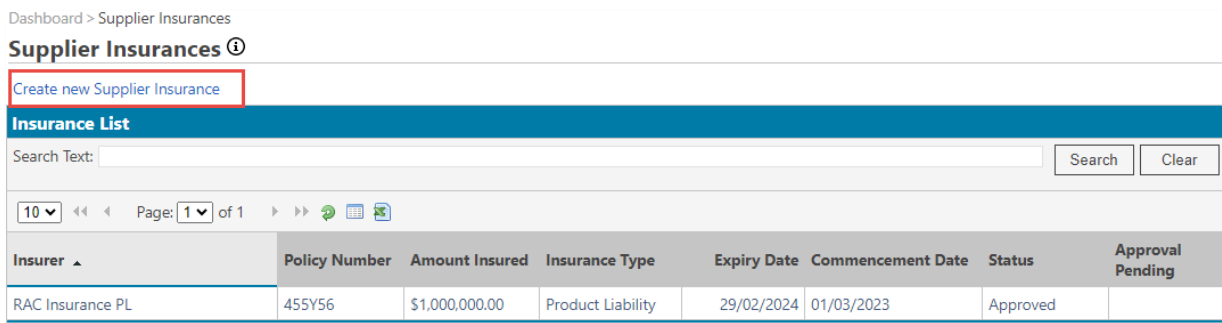 Dashboard > Supplier Insurances
Supplier Insurances
Create new Supplier Insurance
Insurance List
Search Text: Search Clear
10 Page: 1 of 1
Insurer Policy Number Amount Insured Insurance Type Expiry Date Commencement Date Status Approval Pending
RAC Insurance PL 455Y56 $1,000,000.00 Product Liability 29/02/2024 01/03/2023 Approved